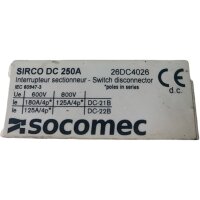 SIRCO DC 250A 26DC4026
Interrupteur sectionneur - Switch disconnector
IEC 60947-3 *poles in series
Ue 600V 800V
Ie 180A/4p* 125A/4p* DC-21B
Ie 125A/4p* - DC-22B
CE
d.c.
socomec